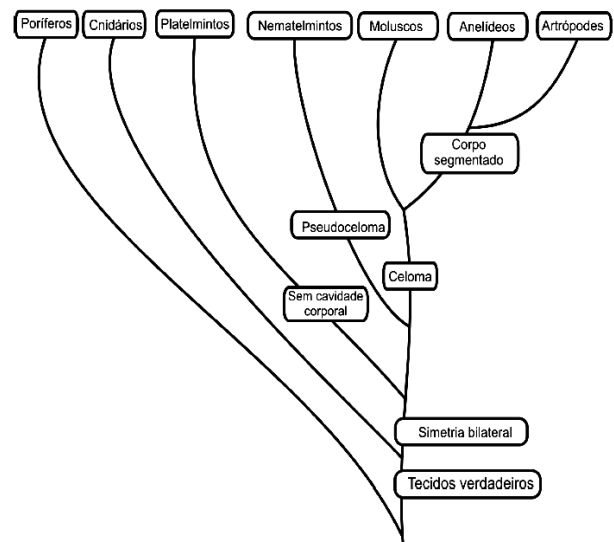 Poríferos
Cnidários
Platelmintos
Nematelmintos
Moluscos
Anelídeos
Artrópodes
Corpo
segmentado
Pseudoceloma
Celoma
Sem cavidade
corporal
Simetria bilateral
Tecidos verdadeiros